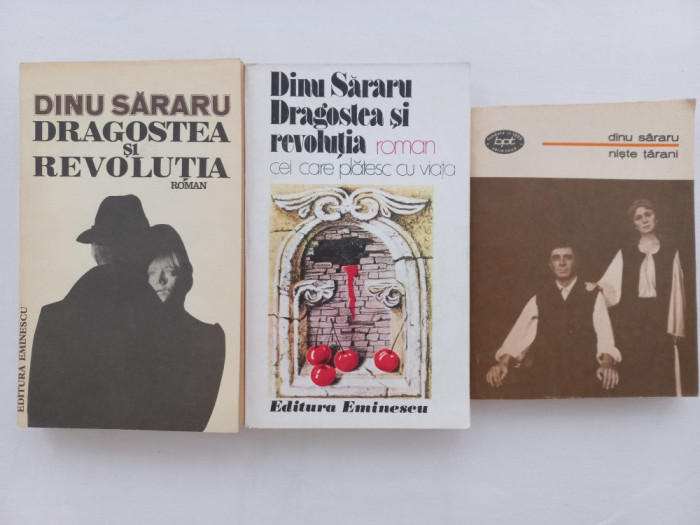 DINU SĂRARU
DRAGOSTEA
ȘI
REVOLUȚIA
ROMAN
EDITURA EMINESCU
Dinu Săraru
Dragostea și
revoluția roman
cei care plătesc cu viața
Editura Eminescu
bpt
dinu săraru
niște țărani